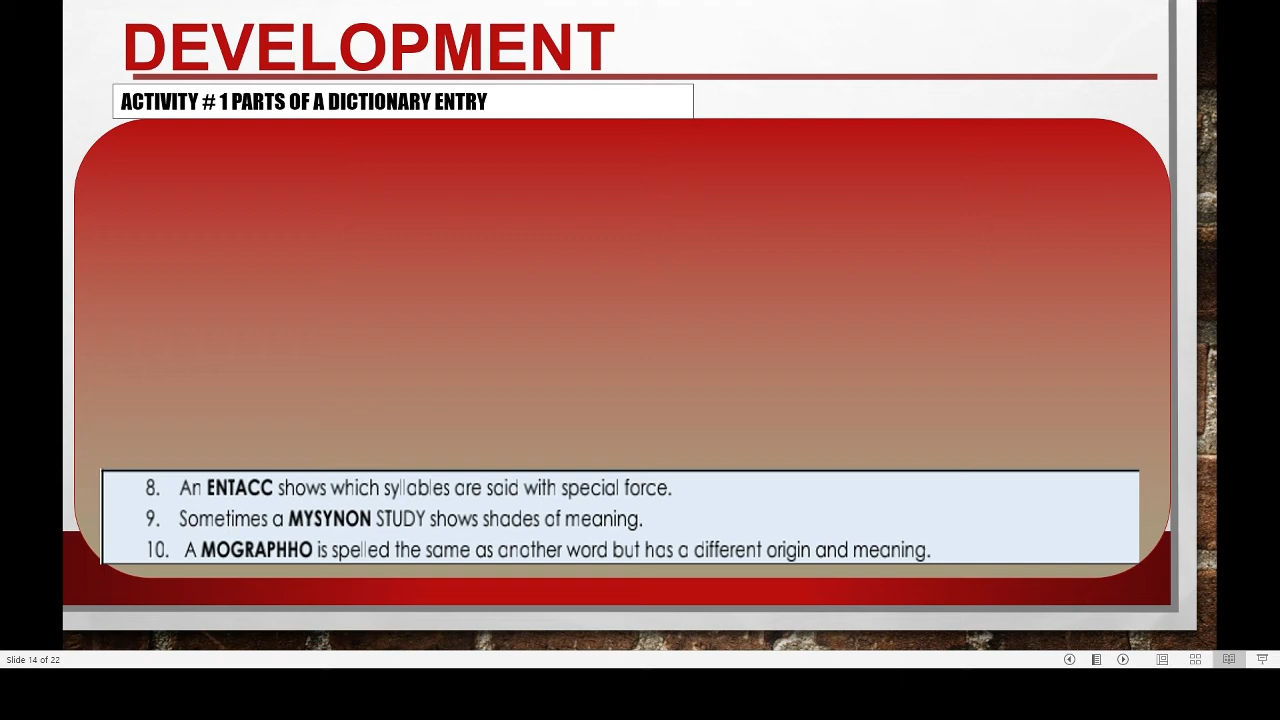 DEVELOPMENT
ACTIVITY # 1 PARTS OF A DICTIONARY ENTRY
8. An ENTACC shows which syllables are said with special force.
9. Sometimes a MYSYNON STUDY shows shades of meaning.
10. A MOGRAPHHO is spelled the same as another word but has a different origin and meaning.
Slide 14 of 22